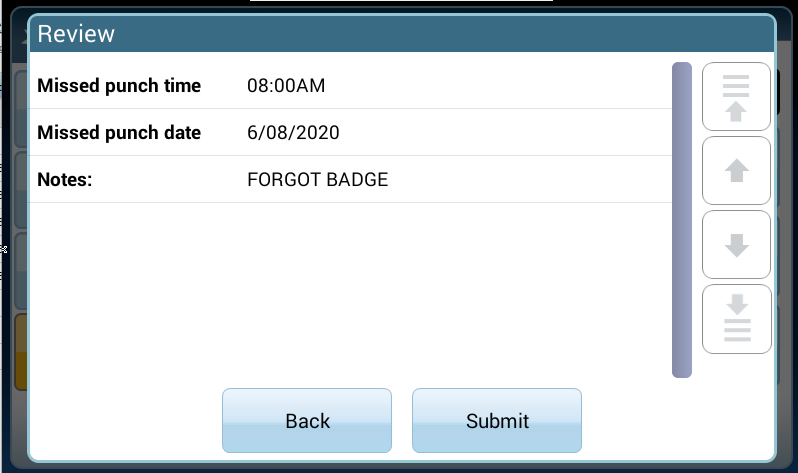 Review
Missed punch time 08:00AM
Missed punch date 6/08/2020
Notes: FORGOT BADGE
Back Submit